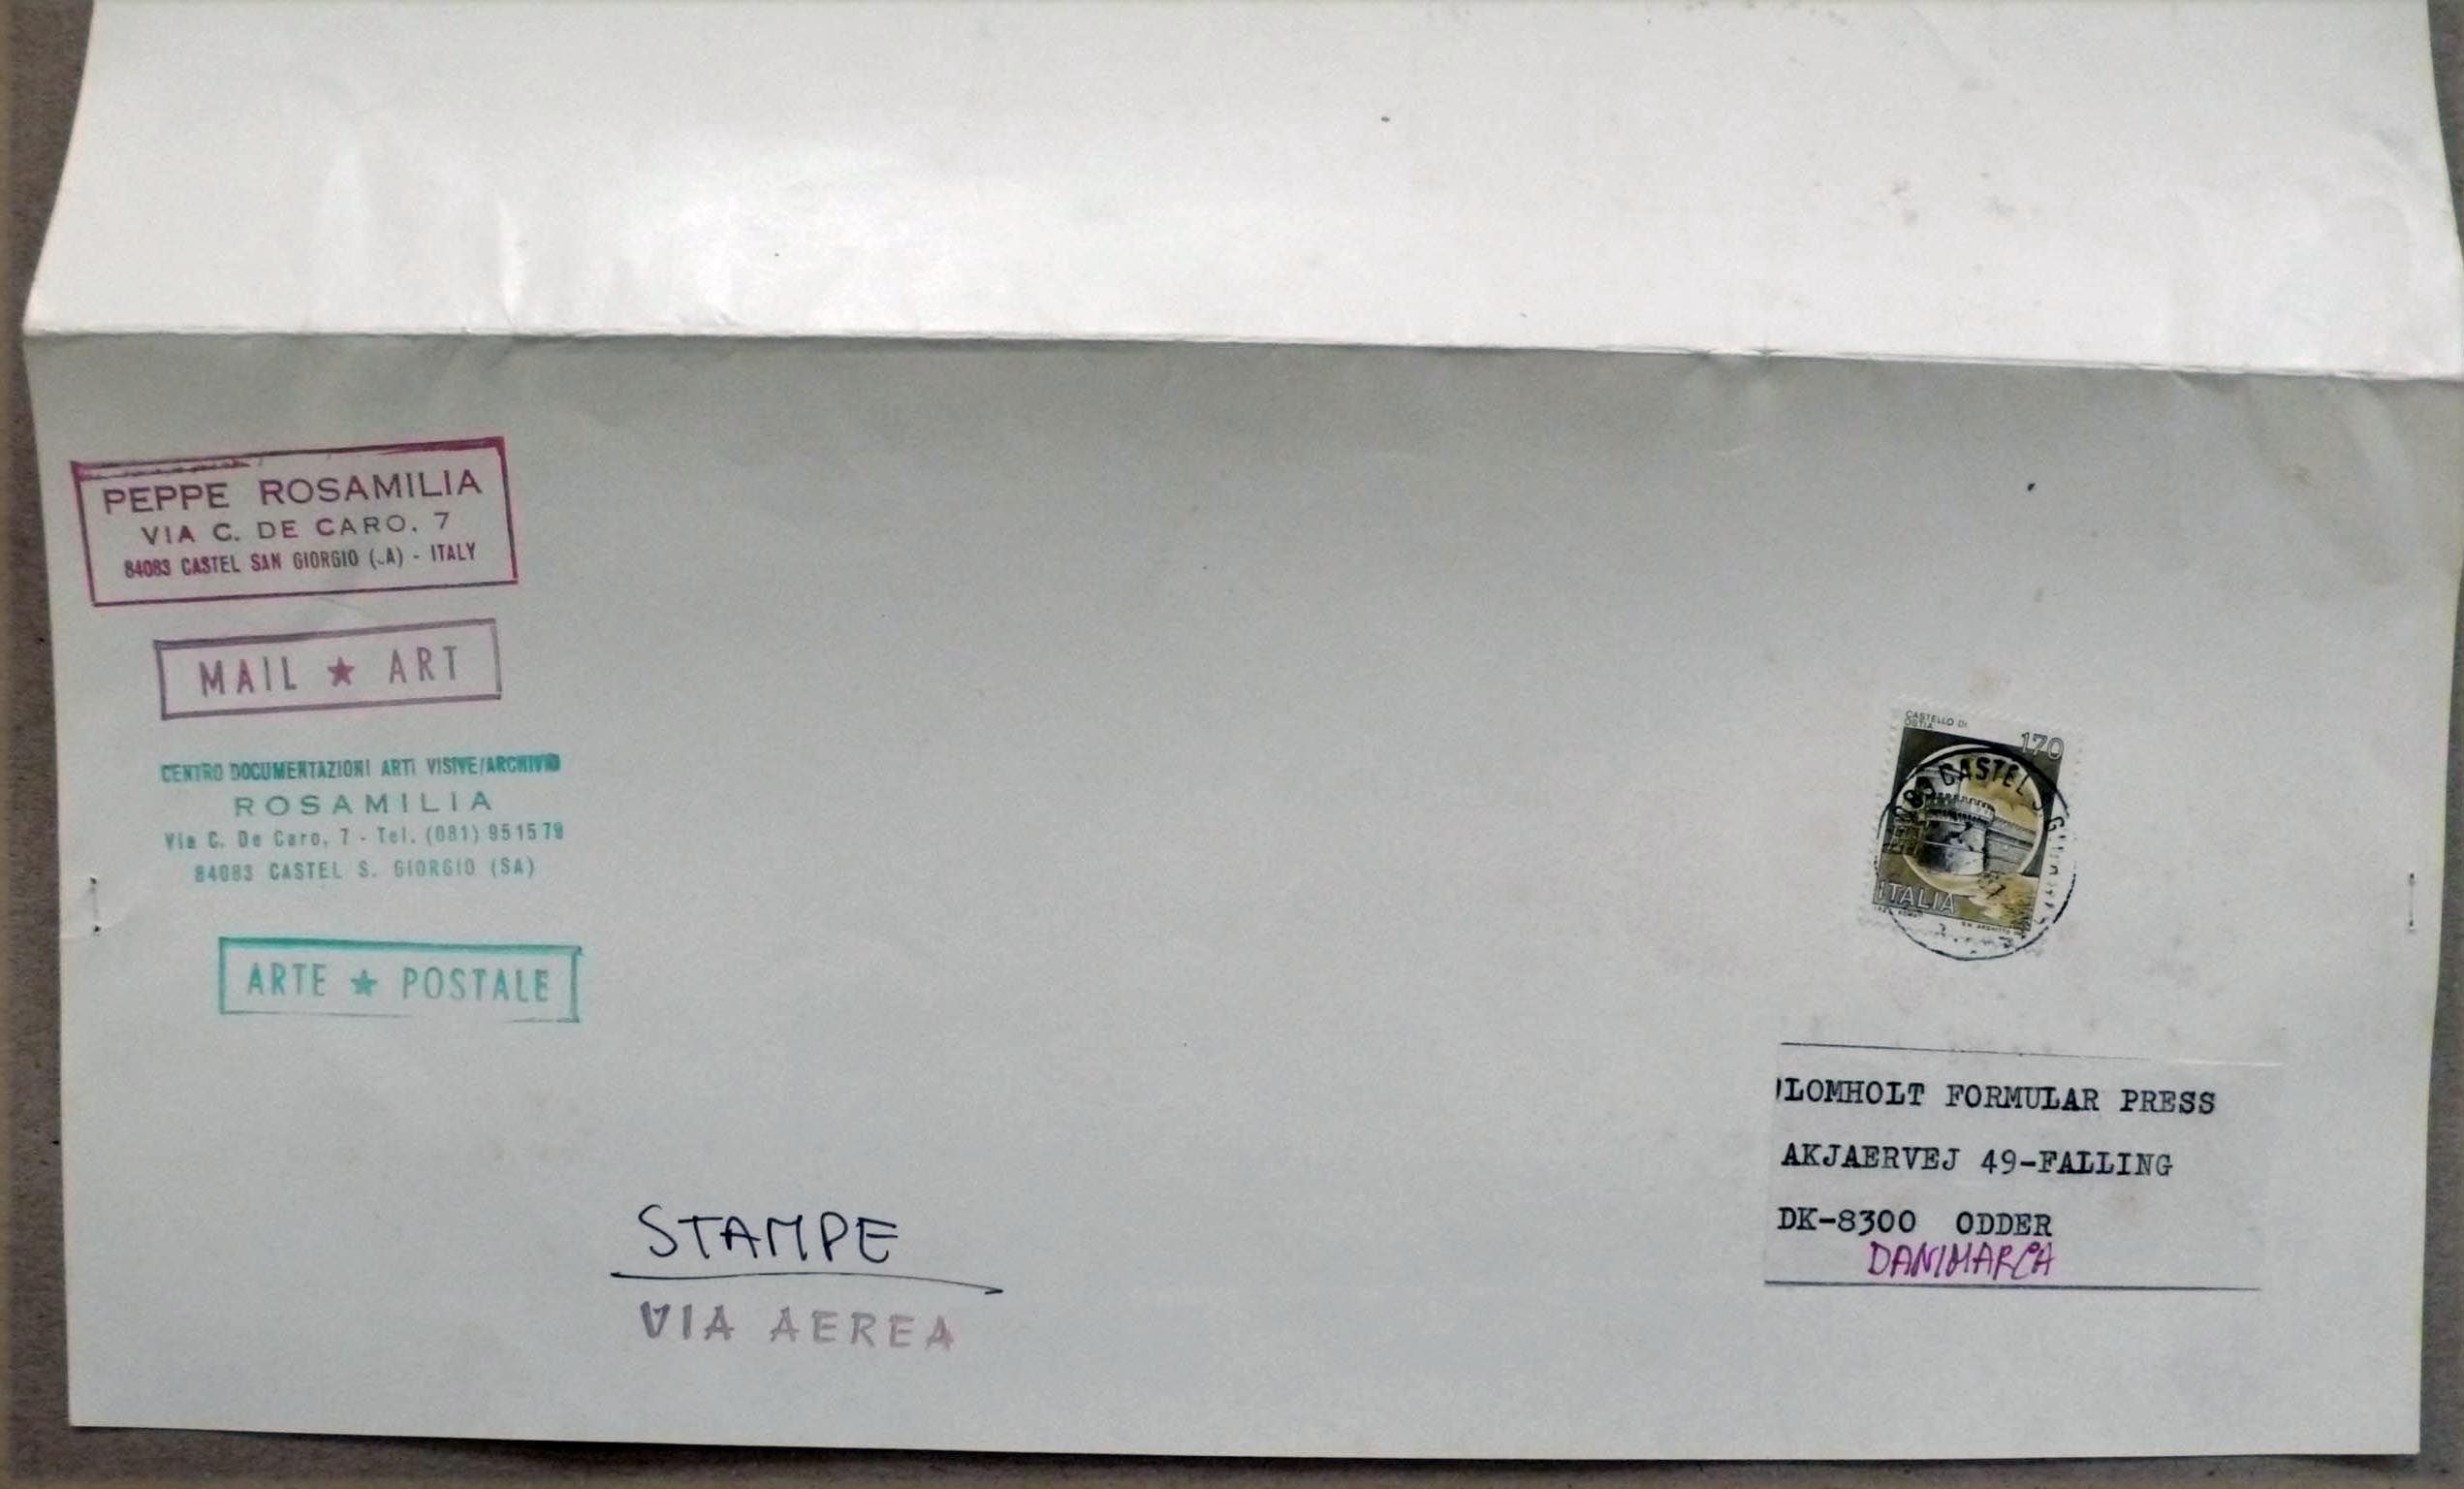 PEPPE ROSAMILIA
VIA C. DE CARO, 7
84083 CASTEL SAN GIORGIO ( A) - ITALY
MAIL ★ ART
CENTRO DOCUMENTAZIONI ARTI VISIVE/ARCHIVIO
ROSAMILIA
Via C. De Caro, 7 - Tel. (081) 951579
84083 CASTEL S. GIORGIO (SA)
ARTE ★ POSTALE
STAMPE
VIA AEREA
CASTELLO DI
OSTIA
170
CASTEL S
ITALIA
LOMHOLT FORMULAR PRESS
AKJAERVEJ 49-FALLING
DK-8300 ODDER
DANIMARCA